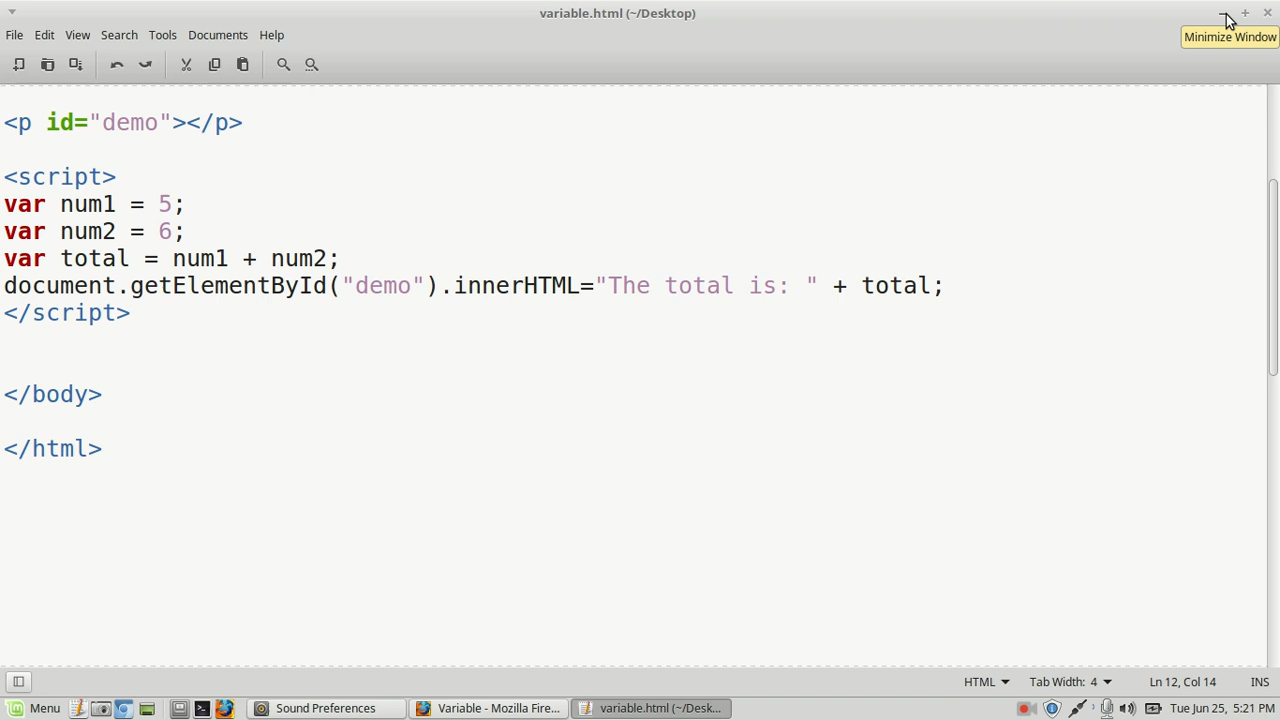 variable.html (~/Desktop)
Minimize Window
File Edit View Search Tools Documents Help
<p id="demo"></p>
<script>
var num1 = 5;
var num2 = 6;
var total = num1 + num2;
document.getElementById("demo").innerHTML="The total is: " + total;
</script>
</body>
</html>
HTML Tab Width: 4 Ln 12, Col 14 INS
Menu Sound Preferences Variable - Mozilla Fire... variable.html (~/Desk... Tue Jun 25, 5:21 PM